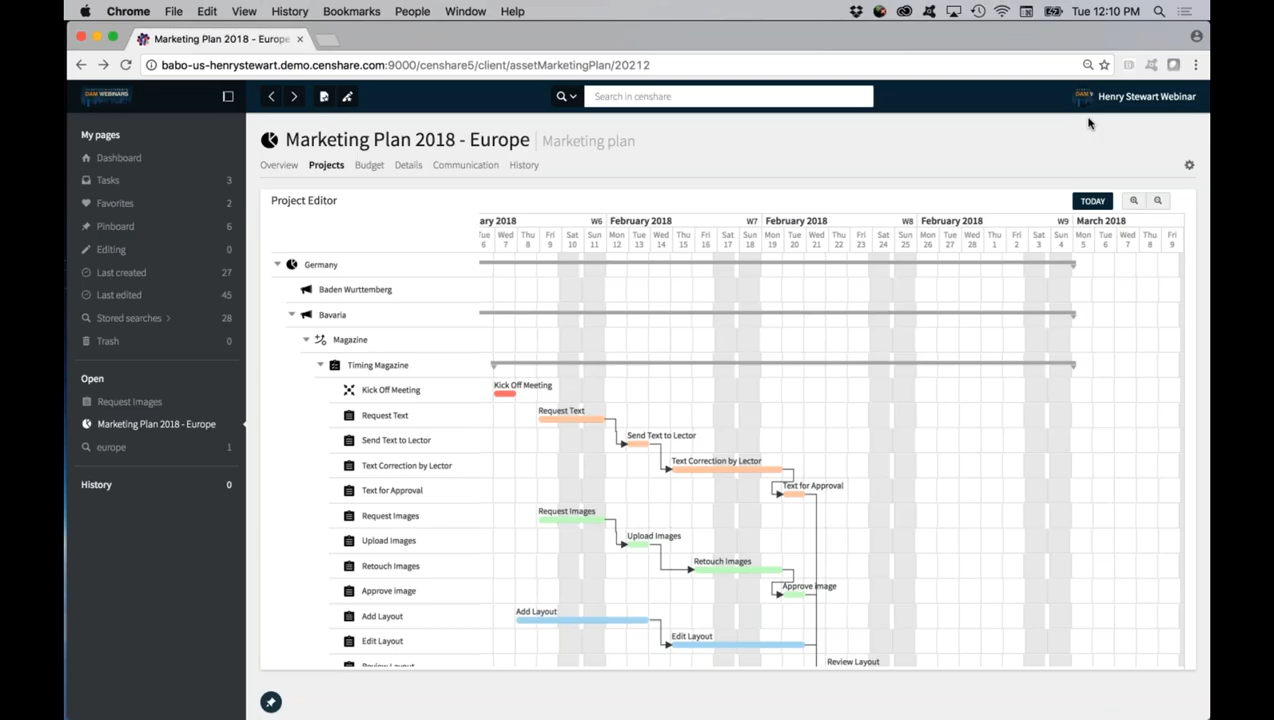 Chrome File Edit View History Bookmarks People Window Help Tue 12:10 PM
Marketing Plan 2018 - Europe
babo-us-henrystewart.demo.censhare.com:9000/censhare5/client/assetMarketingPlan/20212
DAM WEBINARS
Search in censhare
Henry Stewart Webinar
My pages
Dashboard
Tasks 3
Favorites 2
Pinboard 6
Editing 0
Last created 27
Last edited 45
Stored searches 28
Trash 0
Open
Request Images
Marketing Plan 2018 - Europe
europe 1
History 0
Marketing Plan 2018 - Europe Marketing plan
Overview Projects Budget Details Communication History
Project Editor
TODAY
ary 2018 W6 February 2018 W7 February 2018 W8 February 2018 W9 March 2018
Tue Wed Thu Fri Sat Sun Mon Tue Wed Thu Fri Sat Sun Mon Tue Wed Thu Fri Sat Sun Mon Tue Wed Thu Fri Sat Sun Mon Tue Wed Thu Fri
6 7 8 9 10 11 12 13 14 15 16 17 18 19 20 21 22 23 24 25 26 27 28 1 2 3 4 5 6 7 8 9
Germany
Baden Wurttemberg
Bavaria
Magazine
Timing Magazine
Kick Off Meeting Kick Off Meeting
Request Text Request Text
Send Text to Lector Send Text to Lector
Text Correction by Lector Text Correction by Lector
Text for Approval Text for Approval
Request Images Request Images
Upload Images Upload Images
Retouch Images Retouch Images
Approve image Approve image
Add Layout Add Layout
Edit Layout Edit Layout
Review Layout Review Layout